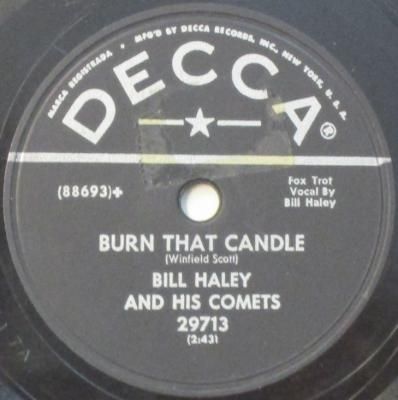 MARCA REGISTRADA • MFG'D BY DECCA RECORDS, INC., NEW YORK, U. S. A.
DECCA®
(88693)+
Fox Trot
Vocal By
Bill Haley
BURN THAT CANDLE
(Winfield Scott)
BILL HALEY
AND HIS COMETS
29713
(2:43)